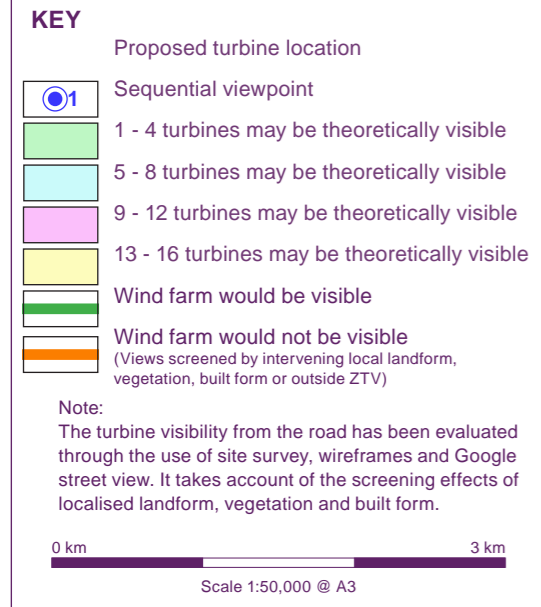 KEY
Proposed turbine location
1 Sequential viewpoint
1 - 4 turbines may be theoretically visible
5 - 8 turbines may be theoretically visible
9 - 12 turbines may be theoretically visible
13 - 16 turbines may be theoretically visible
Wind farm would be visible
Wind farm would not be visible
(Views screened by intervening local landform,
vegetation, built form or outside ZTV)
Note:
The turbine visibility from the road has been evaluated
through the use of site survey, wireframes and Google
street view. It takes account of the screening effects of
localised landform, vegetation and built form.
0 km 3 km
Scale 1:50,000 @ A3